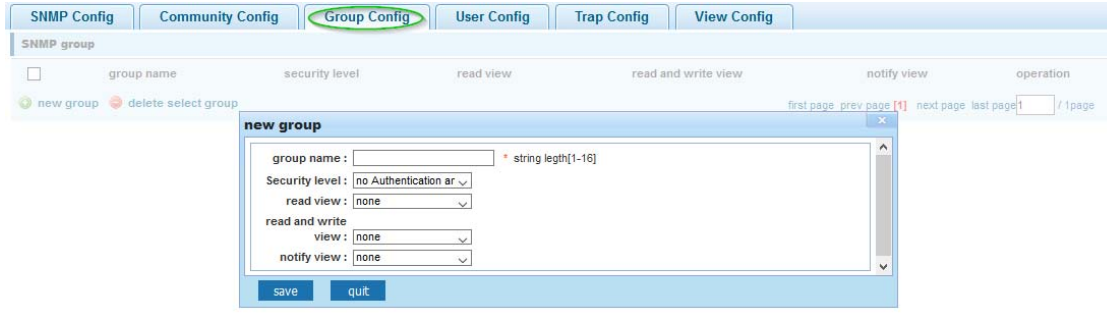 SNMP Config Community Config Group Config User Config Trap Config View Config
SNMP group
group name security level read view read and write view notify view operation
new group delete select group first page prev page [1] next page last page 1 / 1page
new group
group name : * string legth[1-16]
Security level : no Authentication ar
read view : none
read and write
view : none
notify view : none
save quit